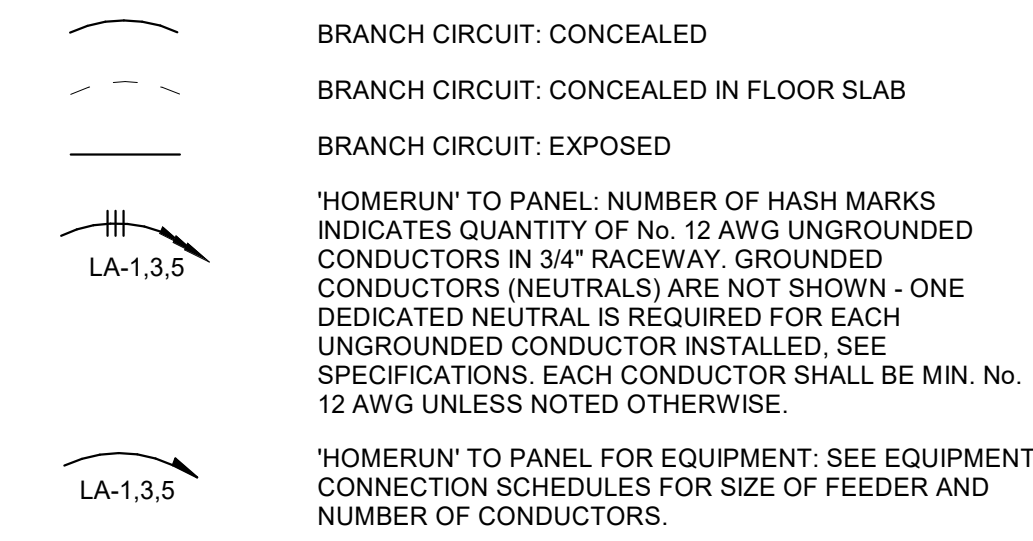 BRANCH CIRCUIT: CONCEALED
BRANCH CIRCUIT: CONCEALED IN FLOOR SLAB
BRANCH CIRCUIT: EXPOSED
LA-1,3,5
'HOMERUN' TO PANEL: NUMBER OF HASH MARKS
INDICATES QUANTITY OF No. 12 AWG UNGROUNDED
CONDUCTORS IN 3/4" RACEWAY. GROUNDED
CONDUCTORS (NEUTRALS) ARE NOT SHOWN - ONE
DEDICATED NEUTRAL IS REQUIRED FOR EACH
UNGROUNDED CONDUCTOR INSTALLED, SEE
SPECIFICATIONS. EACH CONDUCTOR SHALL BE MIN. No.
12 AWG UNLESS NOTED OTHERWISE.
LA-1,3,5
'HOMERUN' TO PANEL FOR EQUIPMENT: SEE EQUIPMENT
CONNECTION SCHEDULES FOR SIZE OF FEEDER AND
NUMBER OF CONDUCTORS.